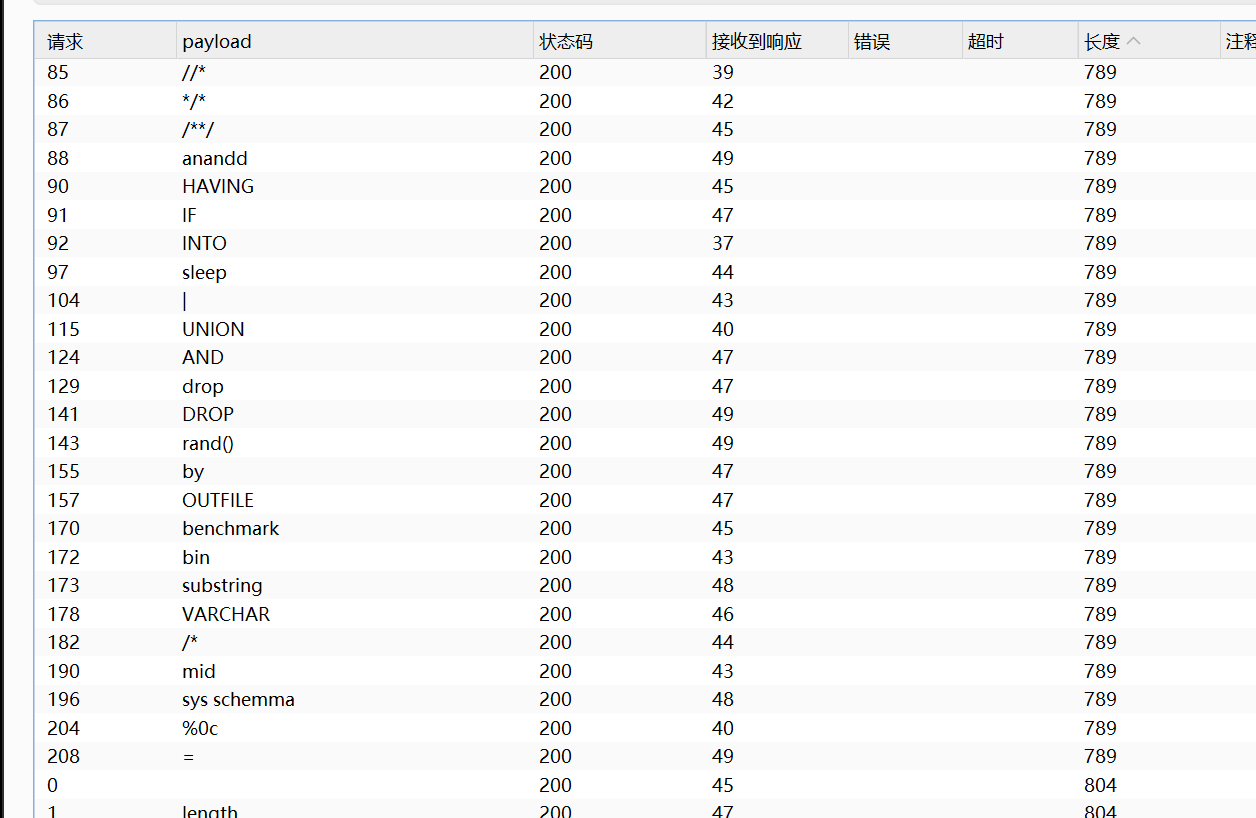 请求 payload 状态码 接收到响应 错误 超时 长度 注释
85 //* 200 39 789
86 */* 200 42 789
87 /**/ 200 45 789
88 anandd 200 49 789
90 HAVING 200 45 789
91 IF 200 47 789
92 INTO 200 37 789
97 sleep 200 44 789
104 | 200 43 789
115 UNION 200 40 789
124 AND 200 47 789
129 drop 200 47 789
141 DROP 200 49 789
143 rand() 200 49 789
155 by 200 47 789
157 OUTFILE 200 47 789
170 benchmark 200 45 789
172 bin 200 43 789
173 substring 200 48 789
178 VARCHAR 200 46 789
182 /* 200 44 789
190 mid 200 43 789
196 sys schemma 200 48 789
204 %0c 200 40 789
208 = 200 49 789
0 200 45 804
1 length 200 47 804